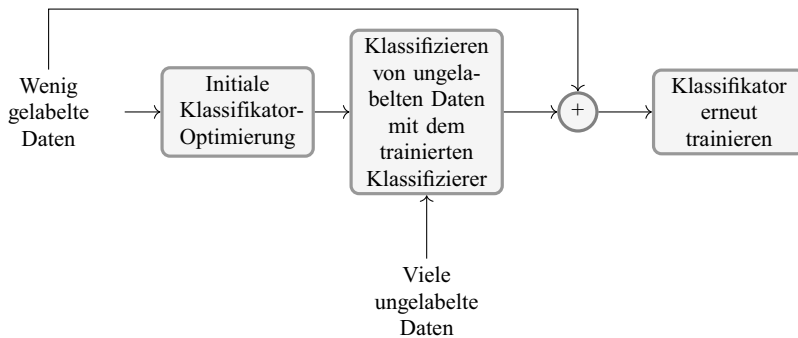 Wenig
gelabelte
Daten
Initiale
Klassifikator-
Optimierung
Klassifizieren
von ungela-
belten Daten
mit dem
trainierten
Klassifizierer
+
Klassifikator
erneut
trainieren
Viele
ungelabelte
Daten